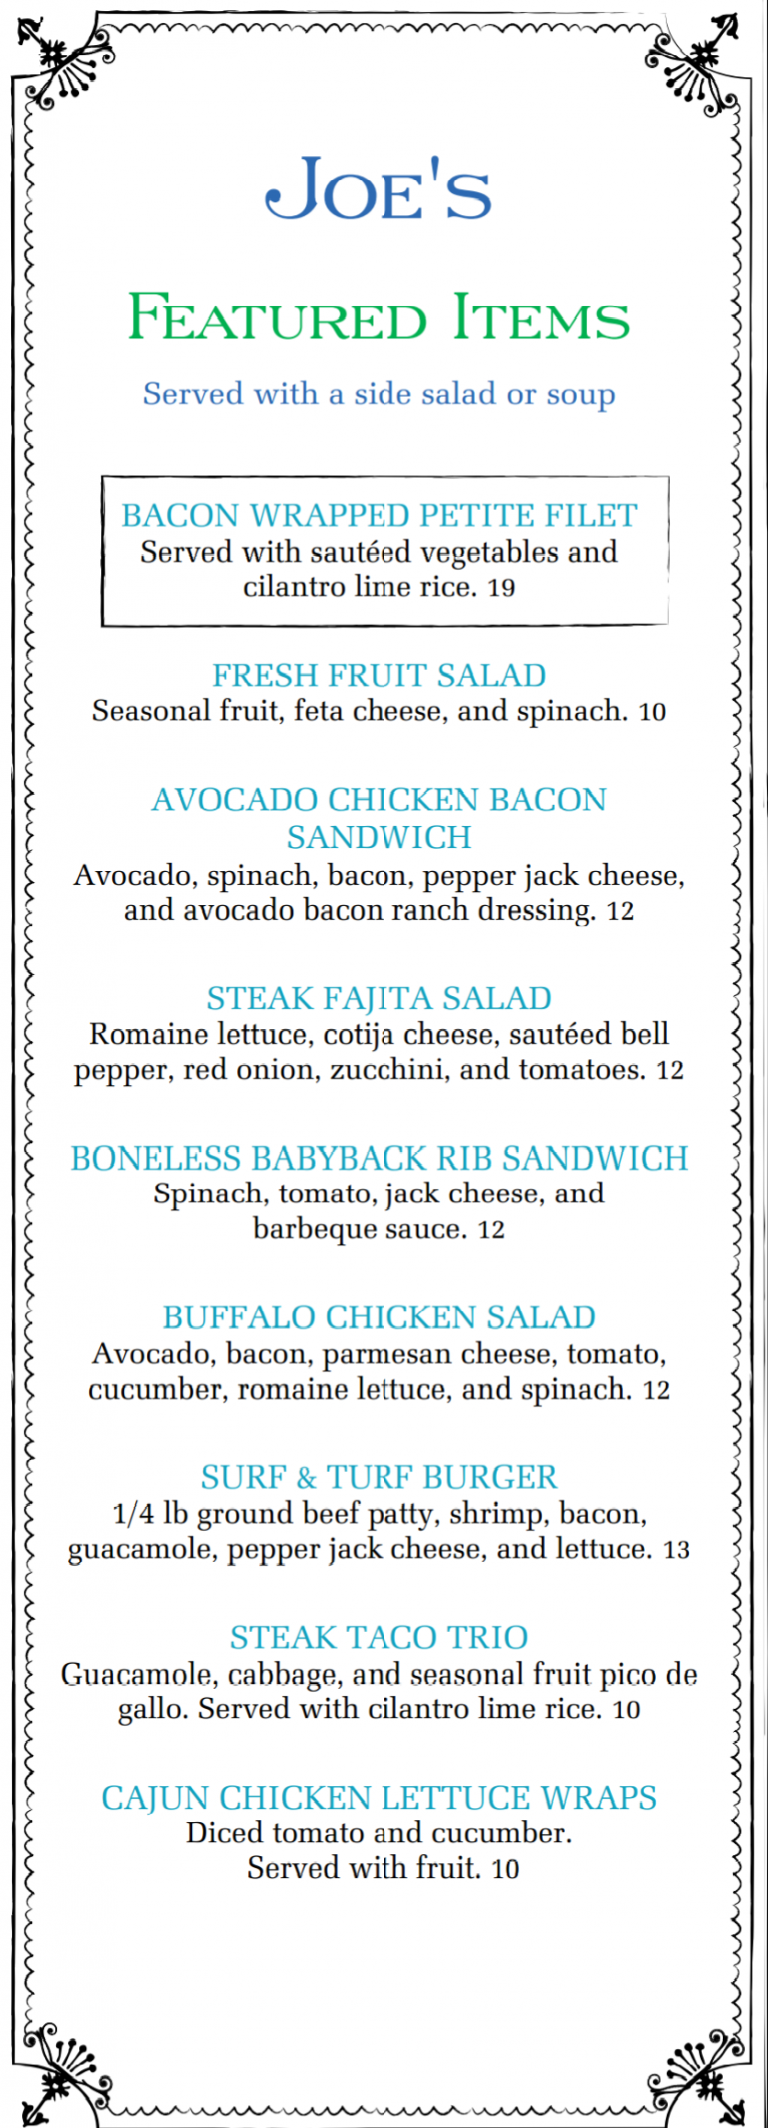 JOE'S
FEATURED ITEMS
Served with a side salad or soup
BACON WRAPPED PETITE FILET
Served with sautéed vegetables and
cilantro lime rice. 19
FRESH FRUIT SALAD
Seasonal fruit, feta cheese, and spinach. 10
AVOCADO CHICKEN BACON
SANDWICH
Avocado, spinach, bacon, pepper jack cheese,
and avocado bacon ranch dressing. 12
STEAK FAJITA SALAD
Romaine lettuce, cotija cheese, sautéed bell
pepper, red onion, zucchini, and tomatoes. 12
BONELESS BABYBACK RIB SANDWICH
Spinach, tomato, jack cheese, and
barbeque sauce. 12
BUFFALO CHICKEN SALAD
Avocado, bacon, parmesan cheese, tomato,
cucumber, romaine lettuce, and spinach. 12
SURF & TURF BURGER
1/4 lb ground beef patty, shrimp, bacon,
guacamole, pepper jack cheese, and lettuce. 13
STEAK TACO TRIO
Guacamole, cabbage, and seasonal fruit pico de
gallo. Served with cilantro lime rice. 10
CAJUN CHICKEN LETTUCE WRAPS
Diced tomato and cucumber.
Served with fruit. 10